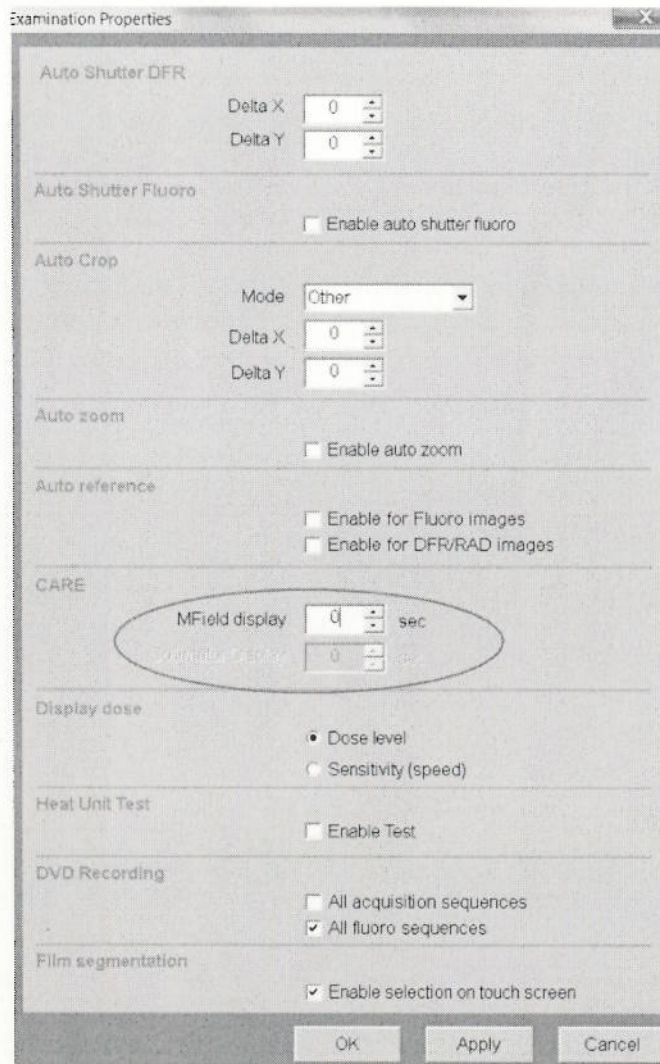 Examination Properties
Auto Shutter DFR
Delta X 0
Delta Y 0
Auto Shutter Fluoro
Enable auto shutter fluoro
Auto Crop
Mode Other
Delta X 0
Delta Y 0
Auto zoom
Enable auto zoom
Auto reference
Enable for Fluoro images
Enable for DFR/RAD images
CARE
MField display 0 sec
Display 0 sec
Display dose
Dose level
Sensitivity (speed)
Heat Unit Test
Enable Test
DVD Recording
All acquisition sequences
All fluoro sequences
Film segmentation
Enable selection on touch screen
OK Apply Cancel